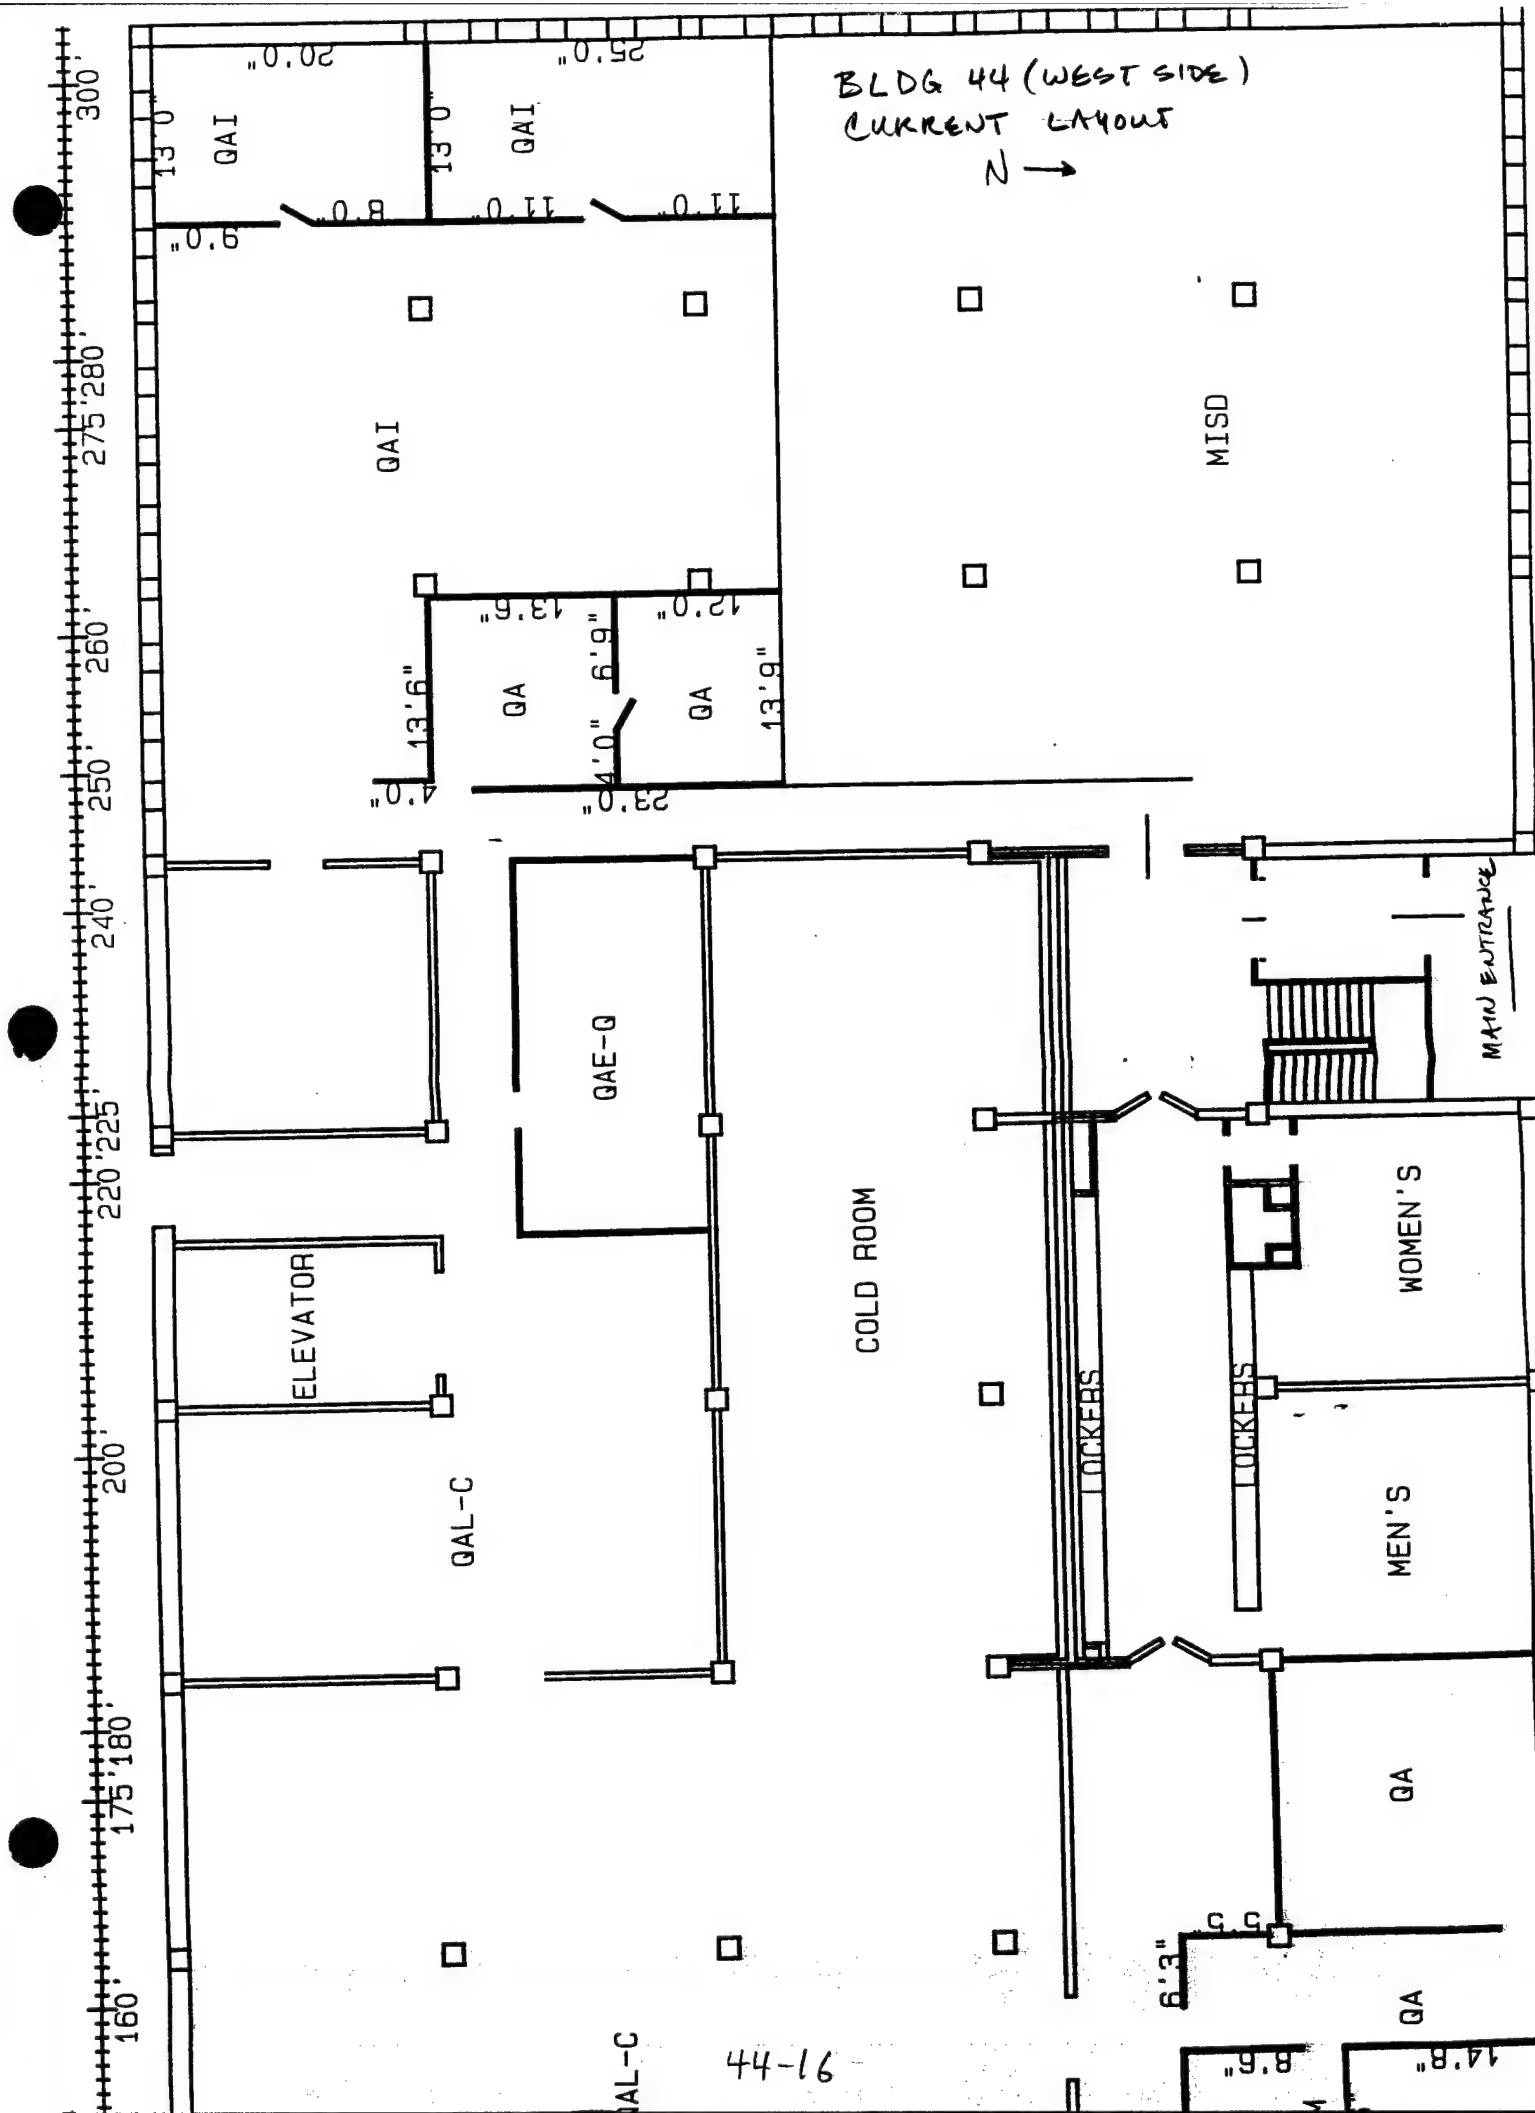 BLDG 44 (WEST SIDE)
CURRENT LAYOUT
N →
300'
280'
275'
260'
250'
240'
225'
220'
200'
180'
175'
160'
20'0"
25'0"
13'0"
QAI
13'0"
QAI
9'0"
8'0"
11'0"
11'0"
QAI
MISD
13'6"
12'0"
13'6"
QA
6'9"
4'0"
QA
13'9"
4'0"
23'0"
MAIN ENTRANCE
QAE-Q
COLD ROOM
WOMEN'S
ELEVATOR
LOCKERS
LOCKERS
QAL-C
MEN'S
QA
5'5"
6'3"
QA
8'6"
14'8"
QAL-C
44-16
M